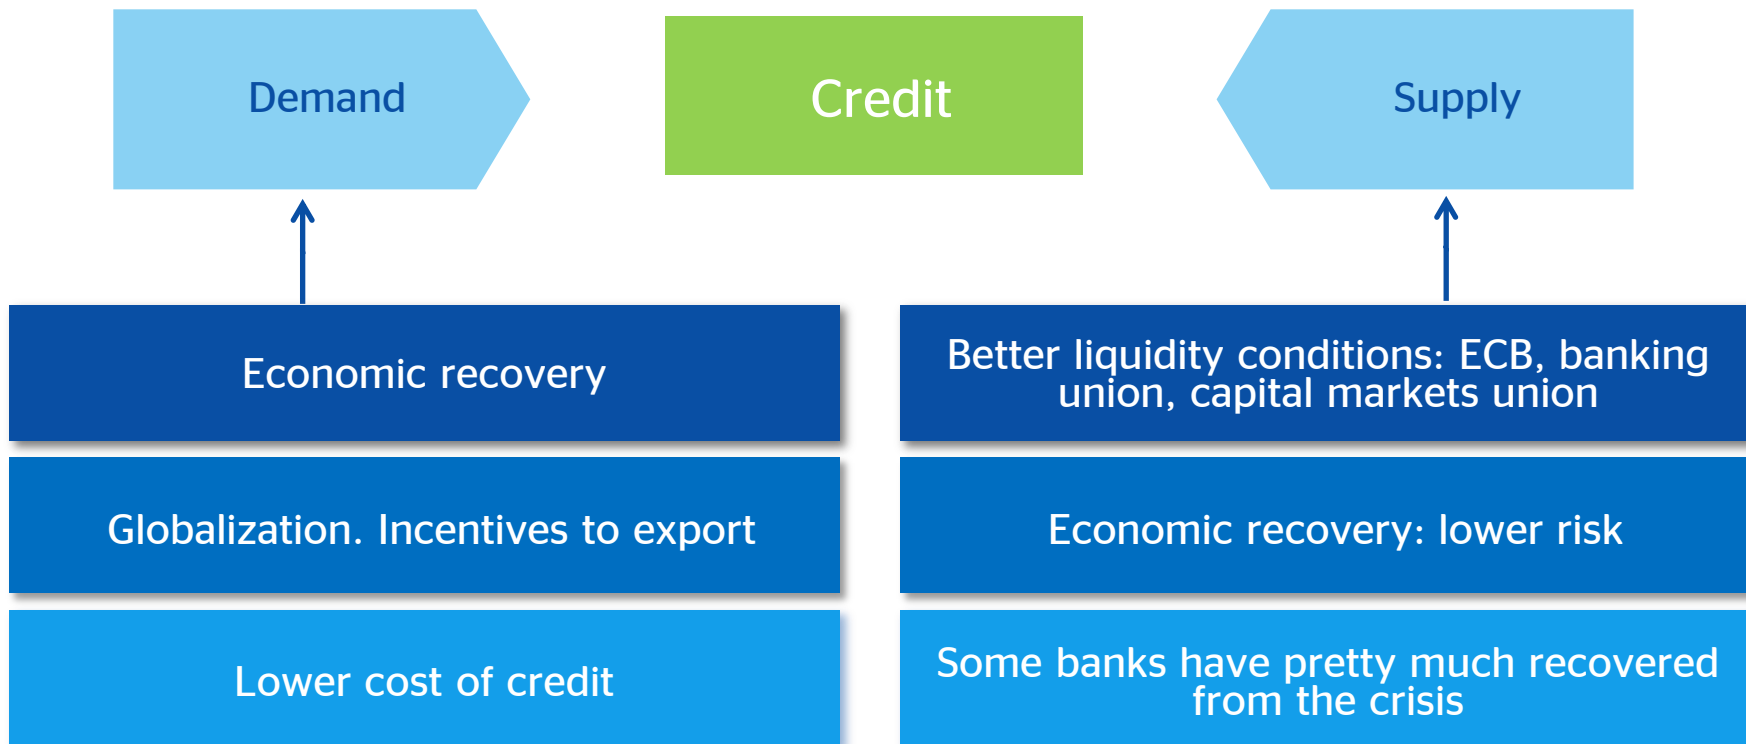 Demand
Credit
Supply
Economic recovery
Better liquidity conditions: ECB, banking
union, capital markets union
Globalization. Incentives to export
Economic recovery: lower risk
Lower cost of credit
Some banks have pretty much recovered
from the crisis